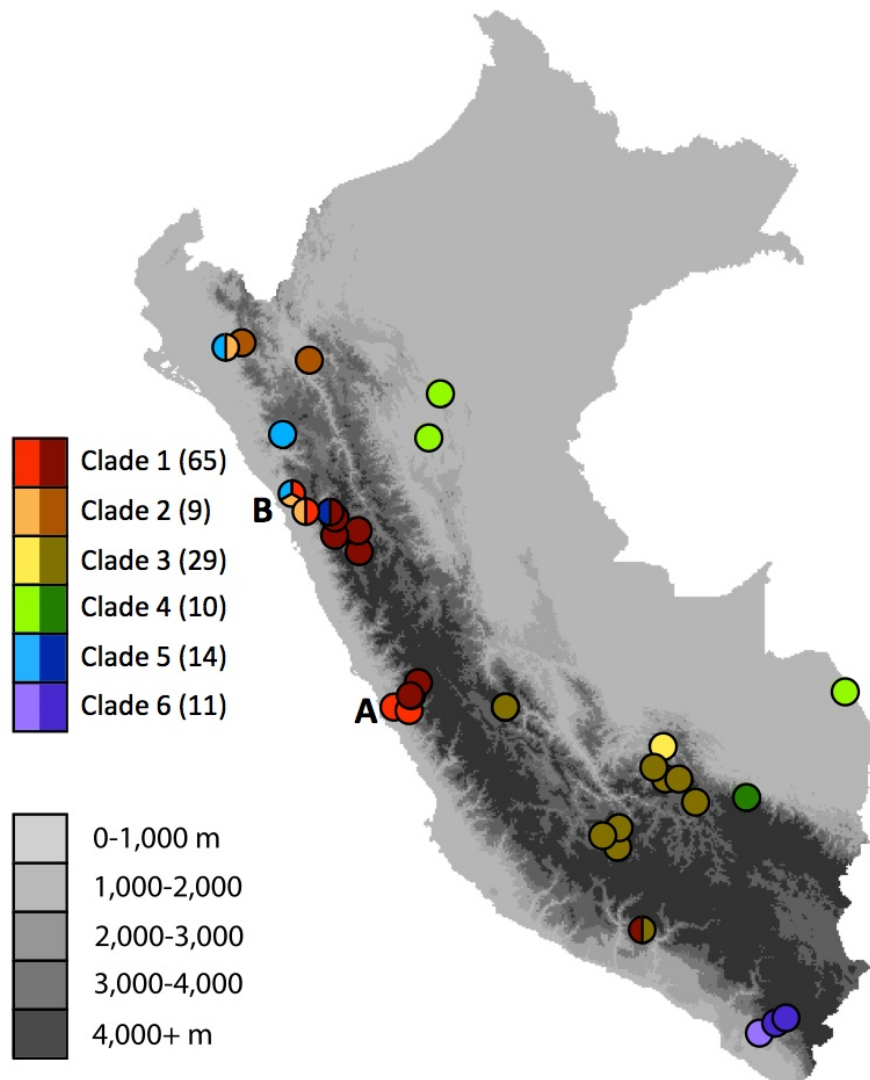 B
Clade 1 (65)
Clade 2 (9)
Clade 3 (29)
Clade 4 (10)
Clade 5 (14)
Clade 6 (11)
A
0-1,000 m
1,000-2,000
2,000-3,000
3,000-4,000
4,000+ m